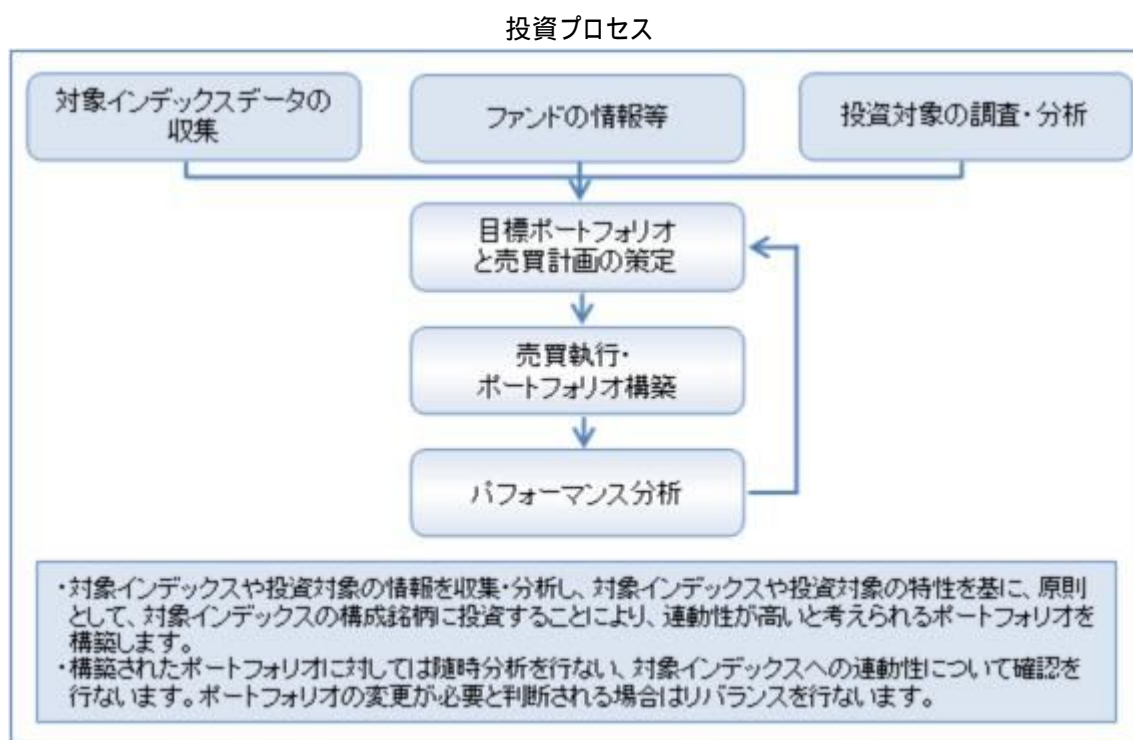 投資プロセス
対象インデックスデータの
収集
ファンドの情報等
投資対象の調査・分析
目標ポートフォリオ
と売買計画の策定
売買執行・
ポートフォリオ構築
パフォーマンス分析
・対象インデックスや投資対象の情報を収集・分析し、対象インデックスや投資対象の特性を基に、原則
として、対象インデックスの構成銘柄に投資することにより、連動性が高いと考えられるポートフォリオを
構築します。
・構築されたポートフォリオに対しては随時分析を行ない、対象インデックスへの連動性について確認を
行ないます。ポートフォリオの変更が必要と判断される場合はリバランスを行ないます。